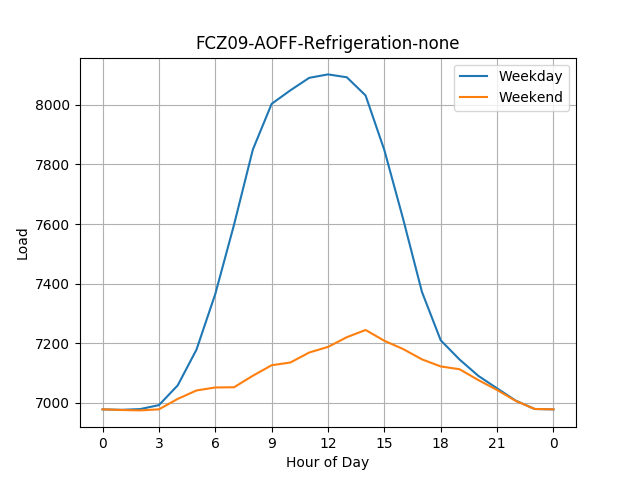 FCZ09-AOFF-Refrigeration-none
Weekday
Weekend
8000
7800
7600
7400
7200
7000
Load
0 3 6 9 12 15 18 21 0
Hour of Day